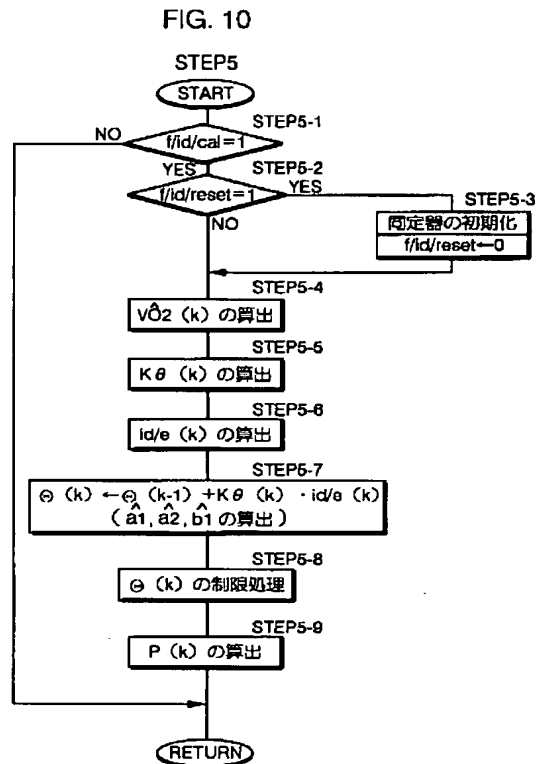 FIG. 10
STEP5
START
STEP5-1
NO
f/id/cal=1
STEP5-2
YES
f/id/reset=1
YES
STEP5-3
NO
同定器の初期化
f/id/reset←0
STEP5-4
VÔ2 (k) の算出
STEP5-5
Kθ (k) の算出
STEP5-6
id/e (k) の算出
STEP5-7
Θ (k) ←Θ (k-1) +Kθ (k) ・id/e (k)
(â1, â2, b̂1 の算出)
STEP5-8
Θ (k) の制限処理
STEP5-9
P (k) の算出
RETURN